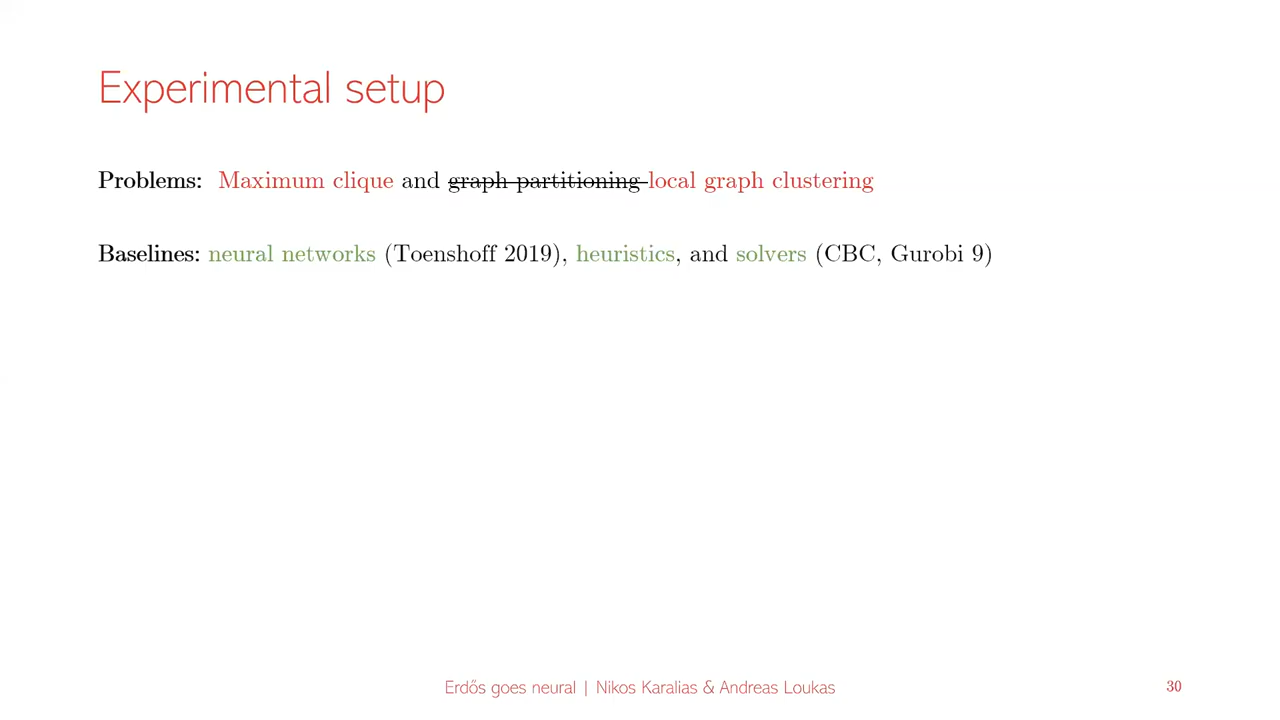 Experimental setup
Problems: Maximum clique and graph partitioning local graph clustering
Baselines: neural networks (Toenshoff 2019), heuristics, and solvers (CBC, Gurobi 9)
Erdős goes neural | Nikos Karalias & Andreas Loukas
30